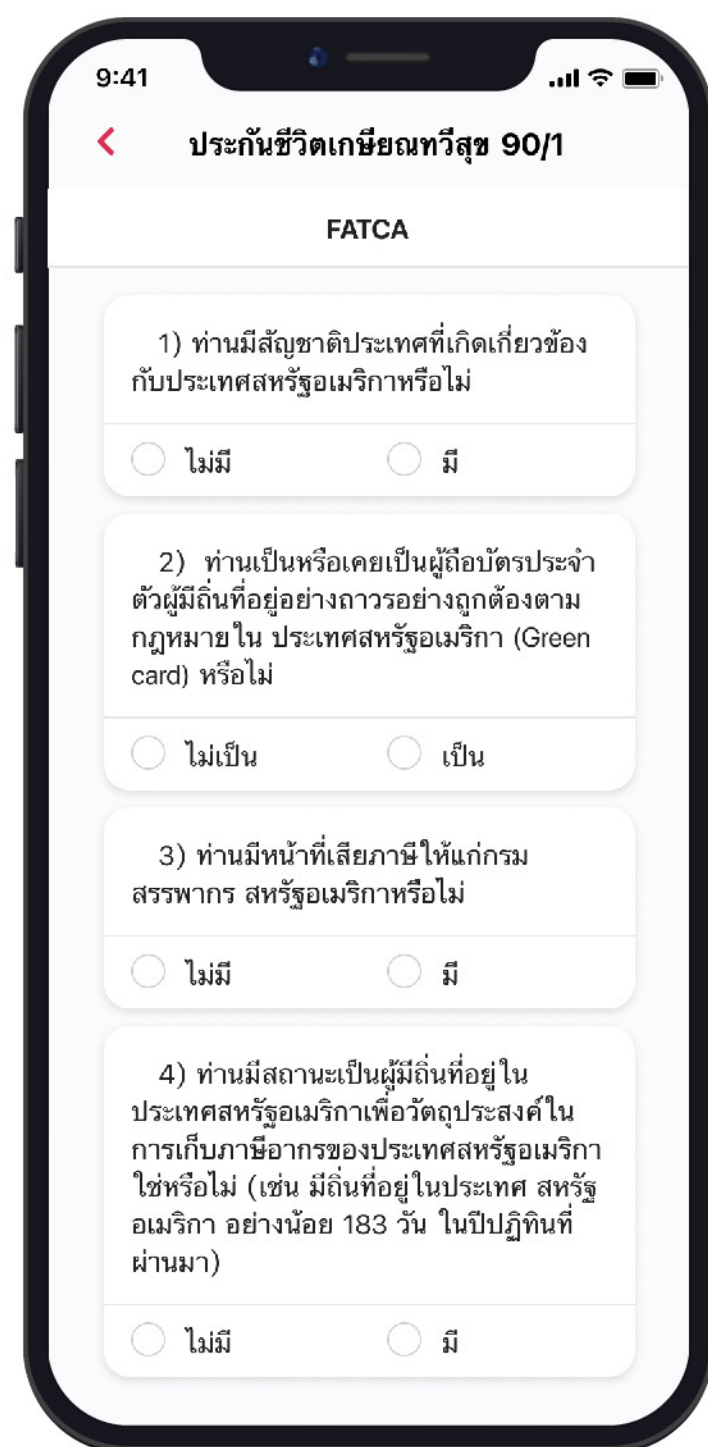 9:41
ประกันชีวิตเกษียณทวีสุข 90/1
FATCA
1) ท่านมีสัญชาติประเทศที่เกิดเกี่ยวข้อง
กับประเทศสหรัฐอเมริกาหรือไม่
ไม่มี มี
2) ท่านเป็นหรือเคยเป็นผู้ถือบัตรประจำ
ตัวผู้มีถิ่นที่อยู่อย่างถาวรอย่างถูกต้องตาม
กฎหมายใน ประเทศสหรัฐอเมริกา (Green
card) หรือไม่
ไม่เป็น เป็น
3) ท่านมีหน้าที่เสียภาษีให้แก่กรม
สรรพากร สหรัฐอเมริกาหรือไม่
ไม่มี มี
4) ท่านมีสถานะเป็นผู้มีถิ่นที่อยู่ใน
ประเทศสหรัฐอเมริกาเพื่อวัตถุประสงค์ใน
การเก็บภาษีอากรของประเทศสหรัฐอเมริกา
ใช่หรือไม่ (เช่น มีถิ่นที่อยู่ในประเทศ สหรัฐ
อเมริกา อย่างน้อย 183 วัน ในปีปฏิทินที่
ผ่านมา)
ไม่มี มี